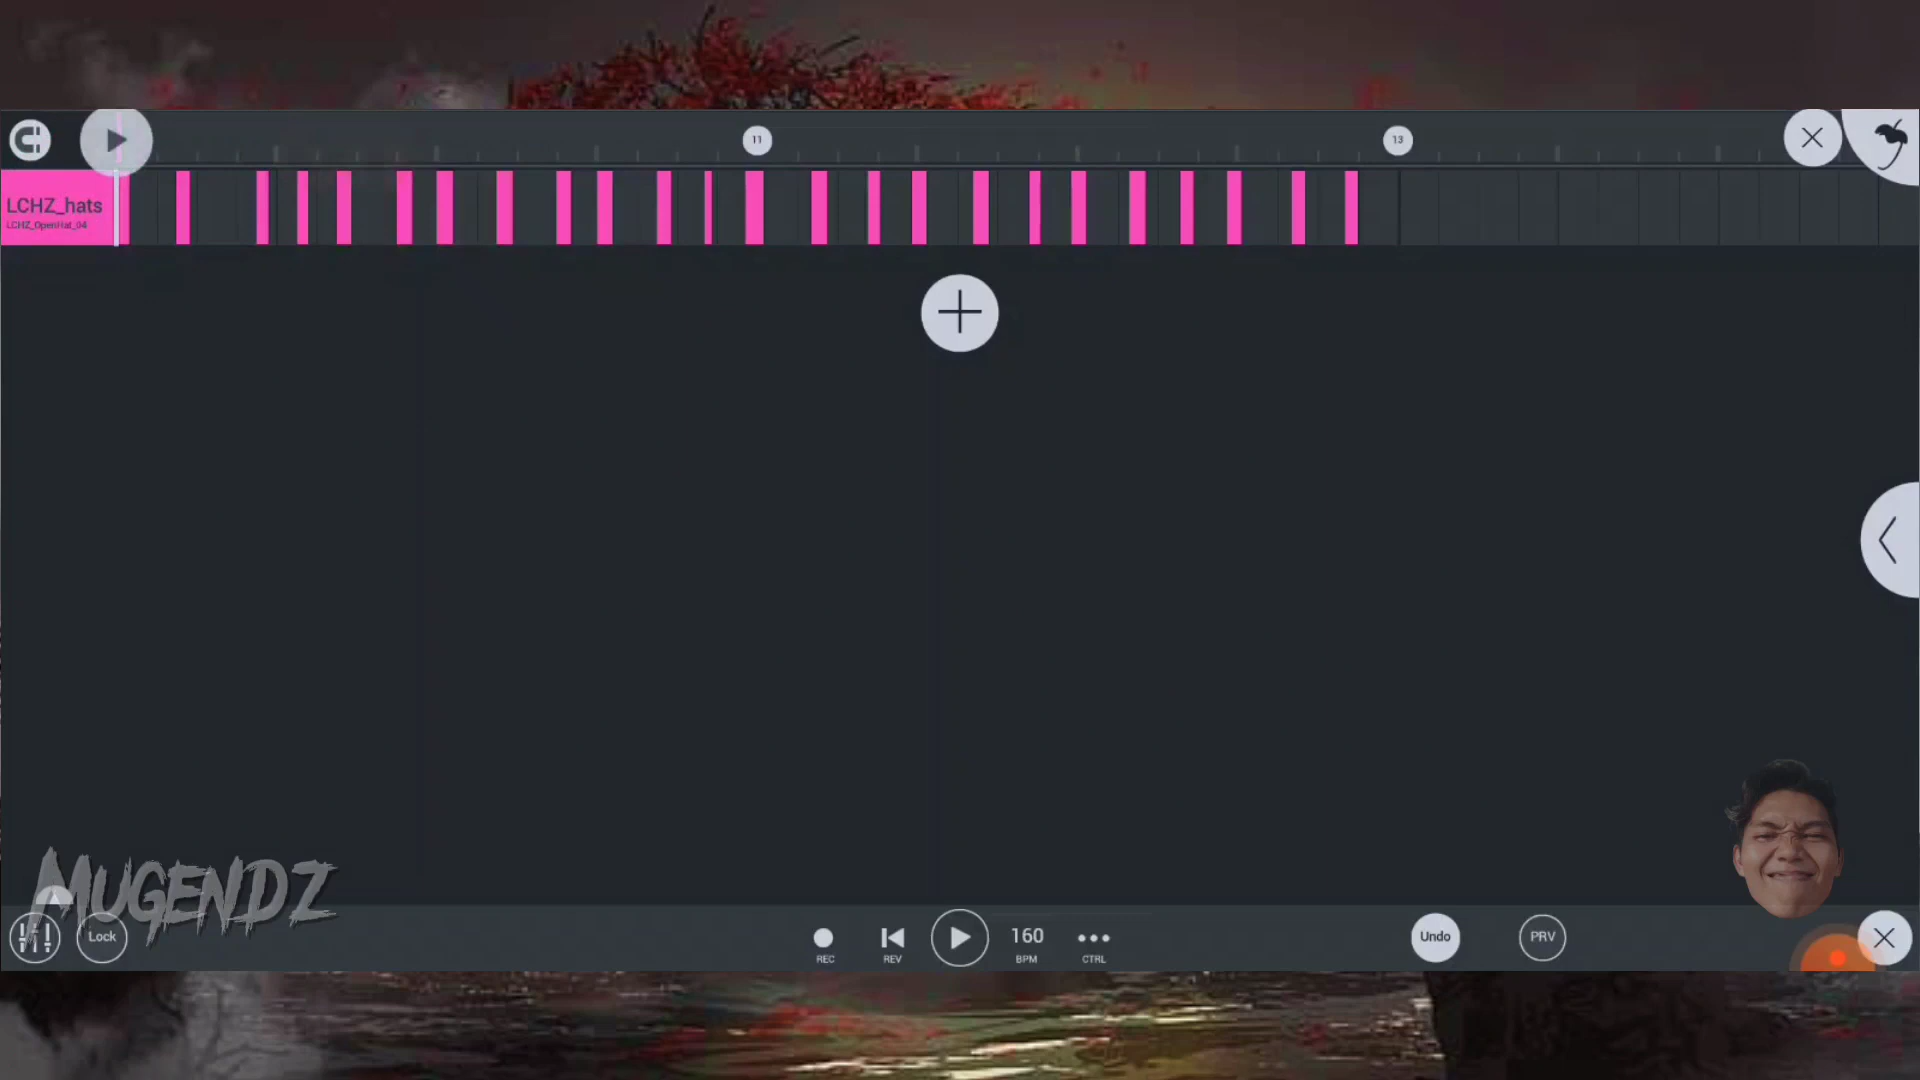 11
13
LCHZ_hats
LCHZ_OpenHat_04
MUGENDZ
Lock
REC
REV
160
BPM
CTRL
Undo
PRV